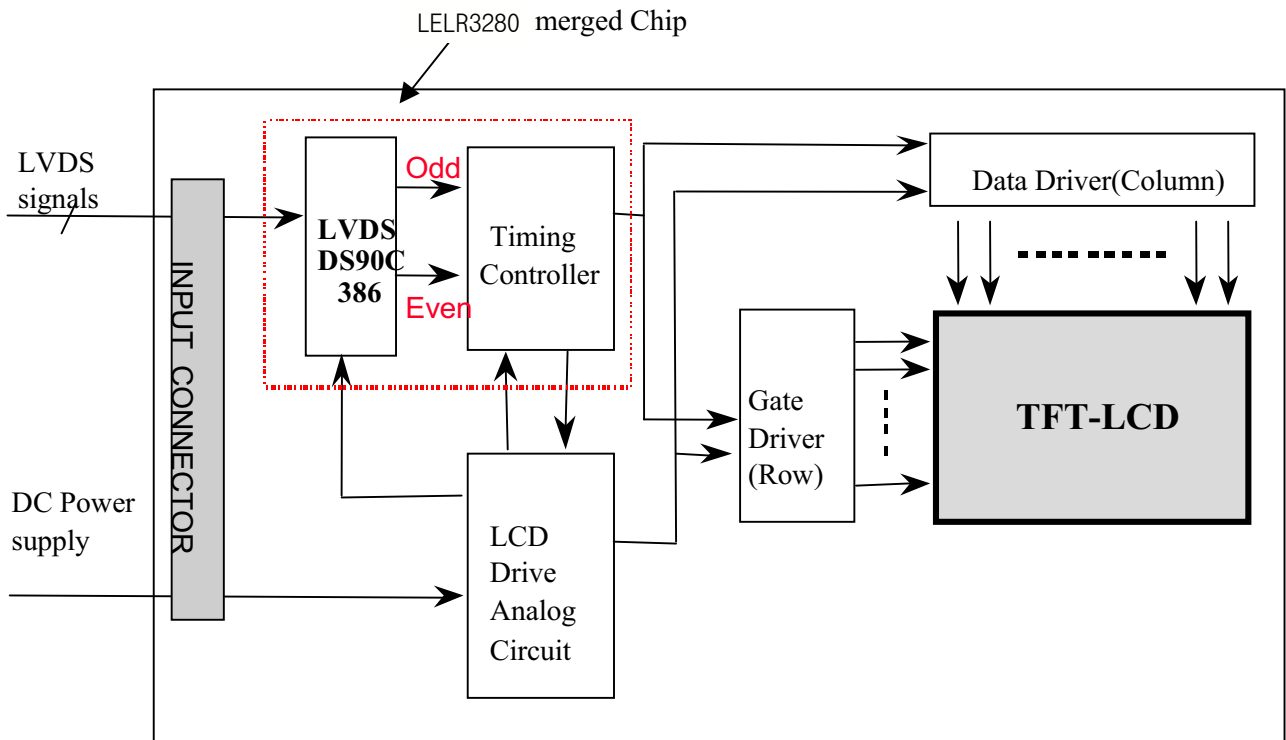 LELR3280 merged Chip
LVDS
signals
INPUT CONNECTOR
LVDS
DS90C
386
Odd
Even
Timing
Controller
Data Driver(Column)
Gate
Driver
(Row)
TFT-LCD
DC Power
supply
LCD
Drive
Analog
Circuit